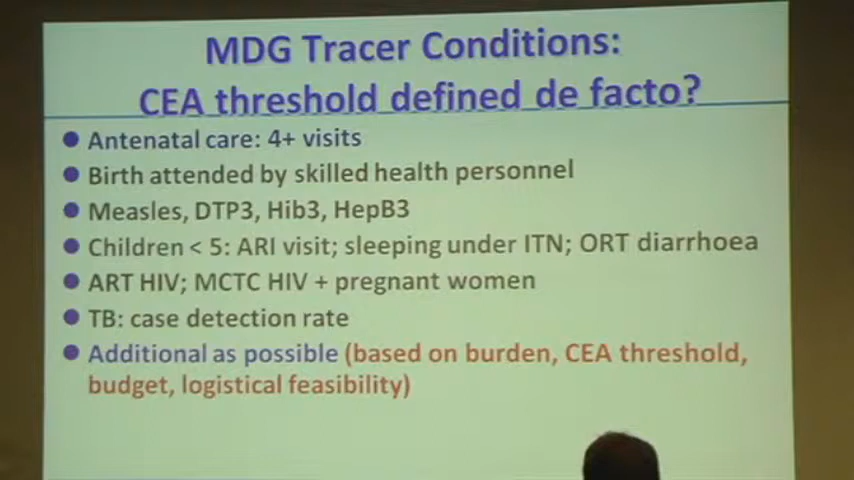 MDG Tracer Conditions:
CEA threshold defined de facto?
Antenatal care: 4+ visits
Birth attended by skilled health personnel
Measles, DTP3, Hib3, HepB3
Children < 5: ARI visit; sleeping under ITN; ORT diarrhoea
ART HIV; MCTC HIV + pregnant women
TB: case detection rate
Additional as possible (based on burden, CEA threshold,
budget, logistical feasibility)